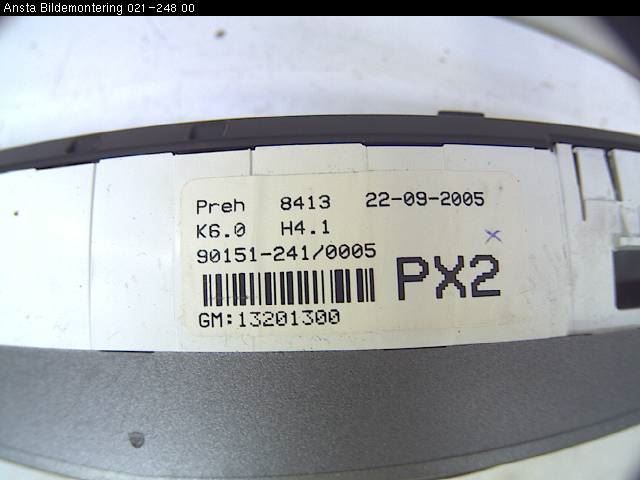 Ansta Bildemontering 021-248 00
Preh 8413 22-09-2005
K6.0 H4.1
90151-241/0005
PX2
GM:13201300